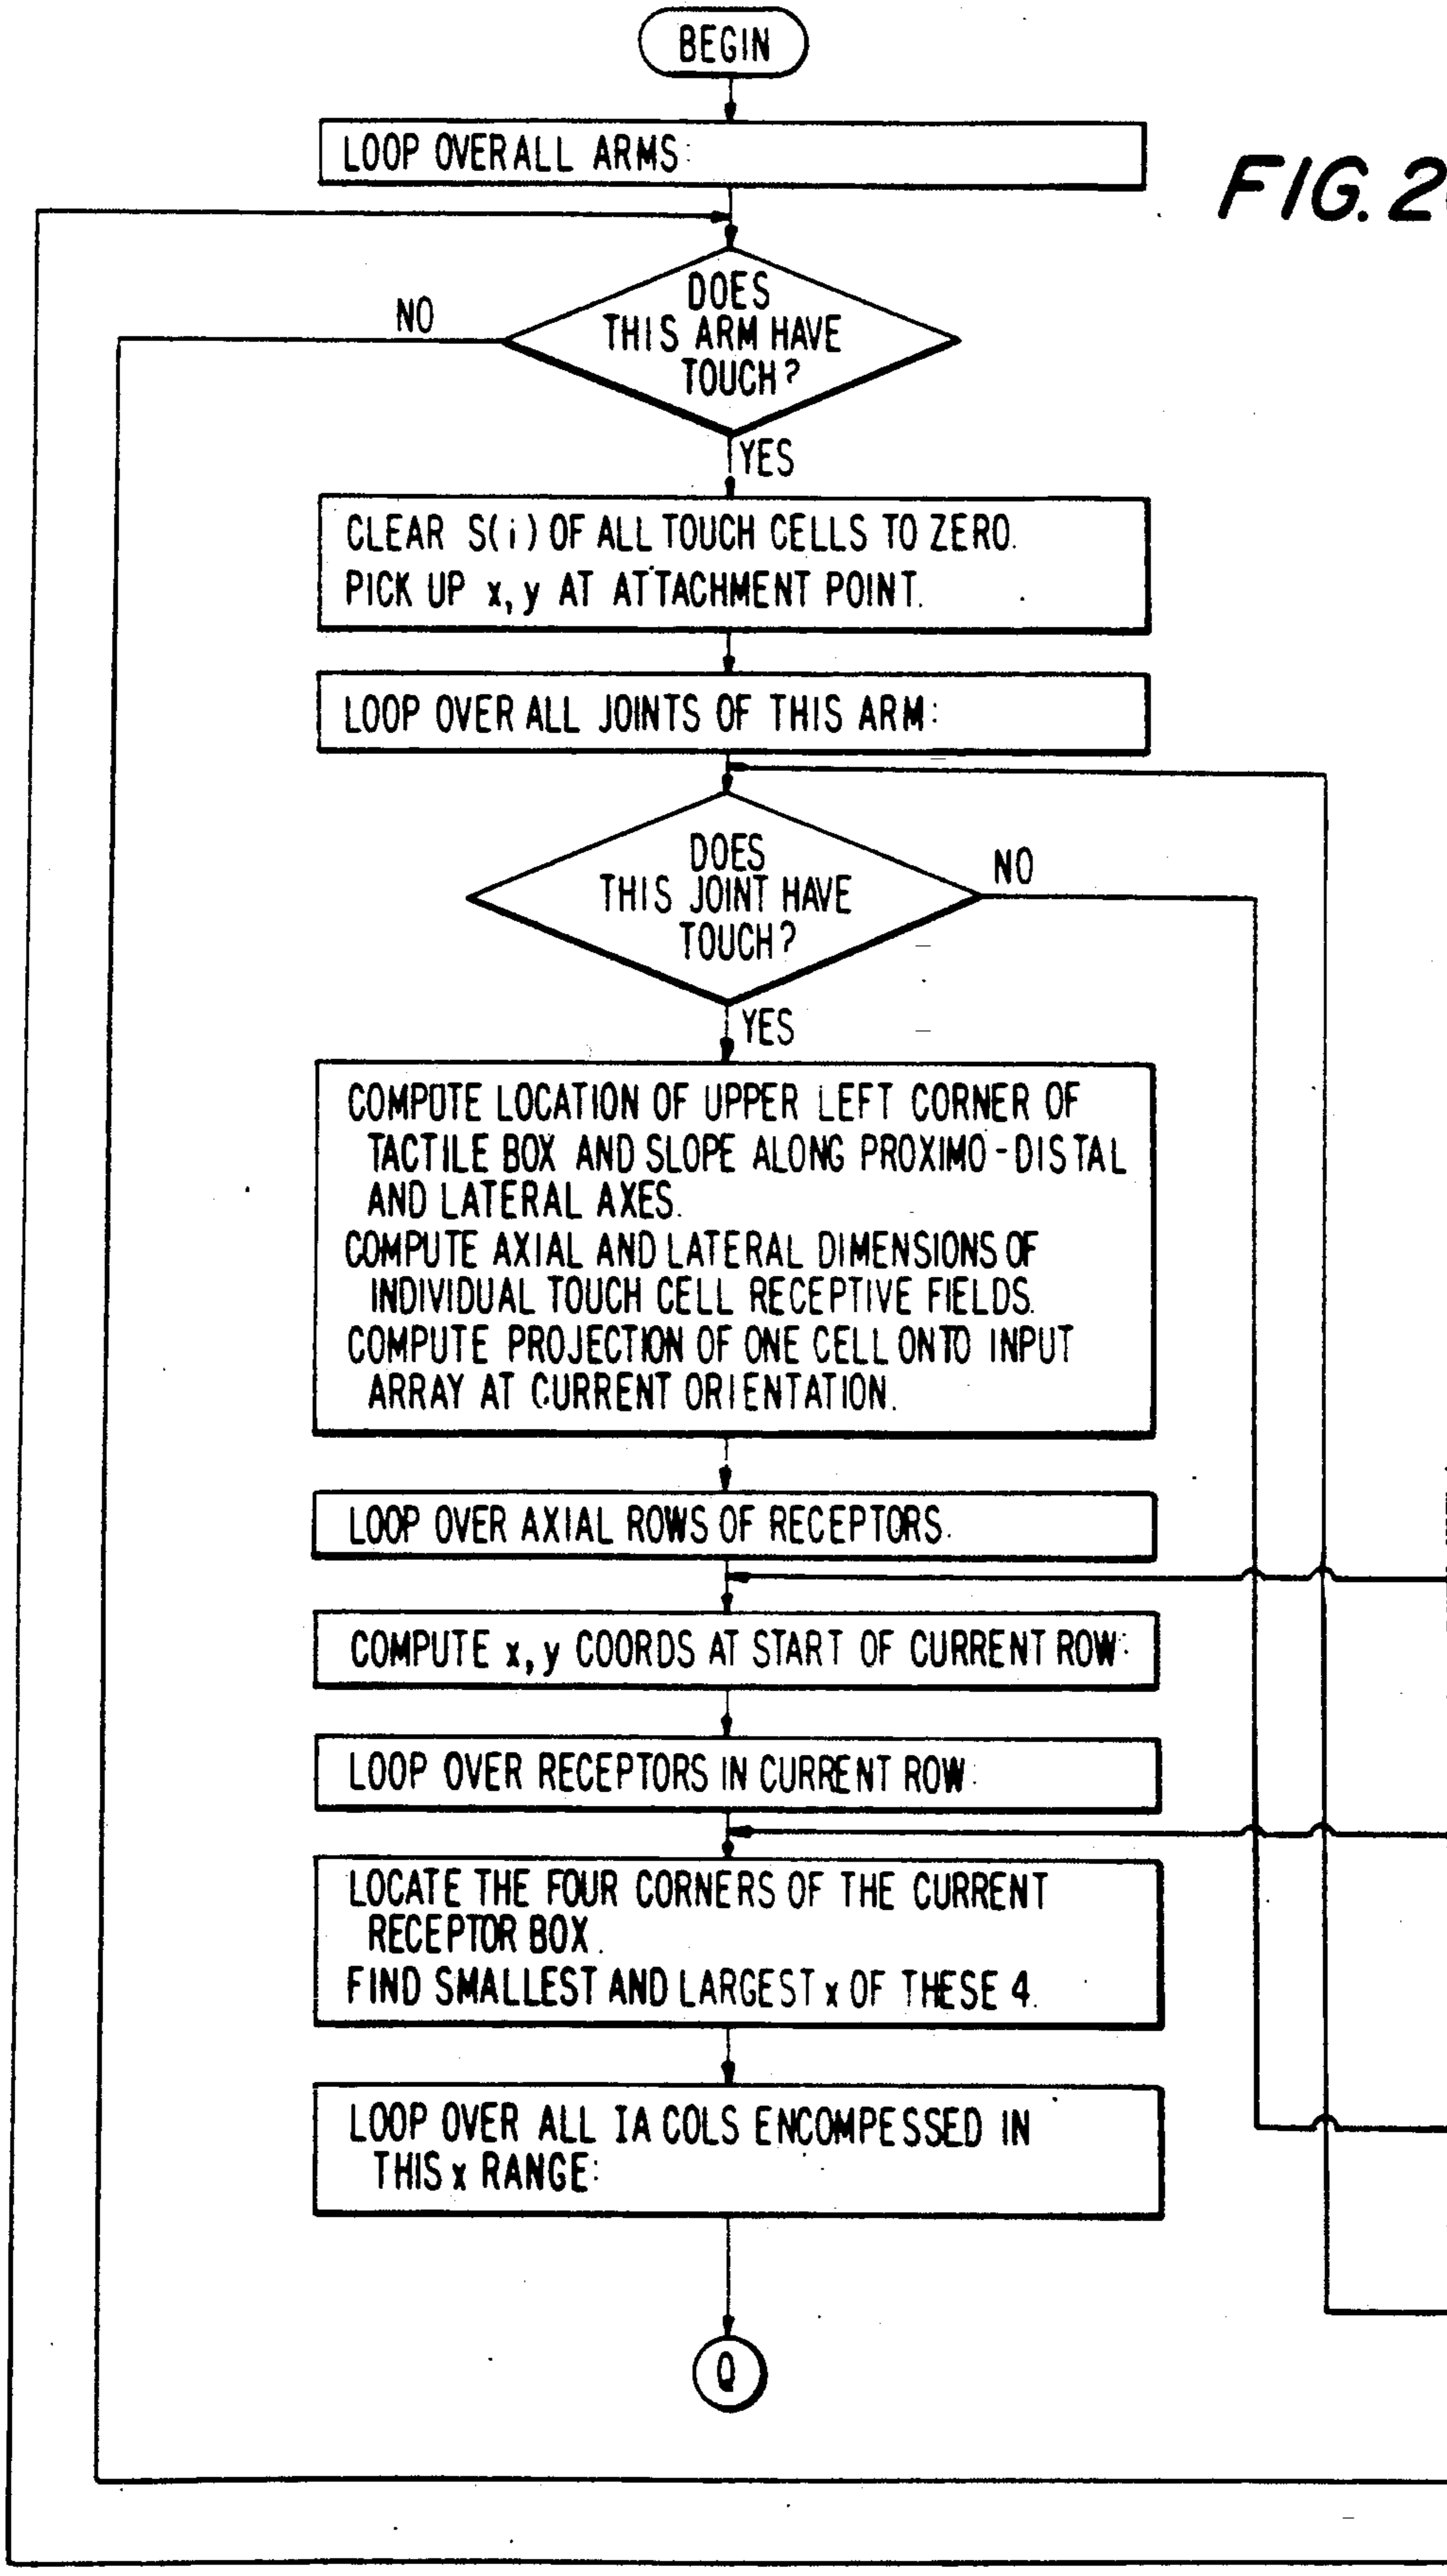 BEGIN
LOOP OVERALL ARMS:
FIG. 2
DOES
THIS ARM HAVE
TOUCH?
NO
YES
CLEAR S(i) OF ALL TOUCH CELLS TO ZERO.
PICK UP x, y AT ATTACHMENT POINT.
LOOP OVER ALL JOINTS OF THIS ARM:
DOES
THIS JOINT HAVE
TOUCH?
NO
YES
COMPUTE LOCATION OF UPPER LEFT CORNER OF
TACTILE BOX AND SLOPE ALONG PROXIMO-DISTAL
AND LATERAL AXES.
COMPUTE AXIAL AND LATERAL DIMENSIONS OF
INDIVIDUAL TOUCH CELL RECEPTIVE FIELDS.
COMPUTE PROJECTION OF ONE CELL ONTO INPUT
ARRAY AT CURRENT ORIENTATION.
LOOP OVER AXIAL ROWS OF RECEPTORS.
COMPUTE x, y COORDS AT START OF CURRENT ROW:
LOOP OVER RECEPTORS IN CURRENT ROW:
LOCATE THE FOUR CORNERS OF THE CURRENT
RECEPTOR BOX.
FIND SMALLEST AND LARGEST x OF THESE 4.
LOOP OVER ALL IA COLS ENCOMPESSED IN
THIS x RANGE:
Q